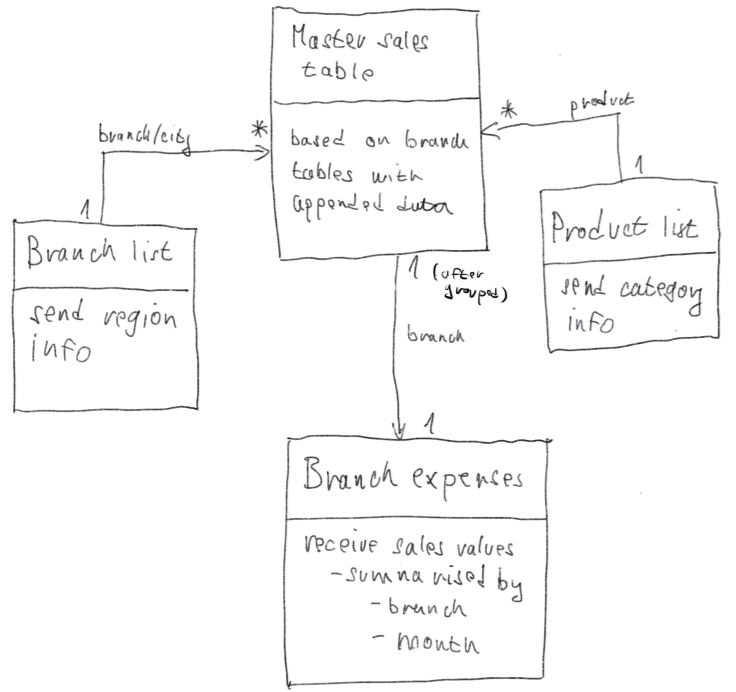 Master sales
table
based on branch
tables with
appended data
branch/city
*
1
Branch list
send region
info
product
*
1
Product list
send category
info
1 (after
grouped)
branch
1
Branch expenses
receive sales values
-summarised by
-branch
- month